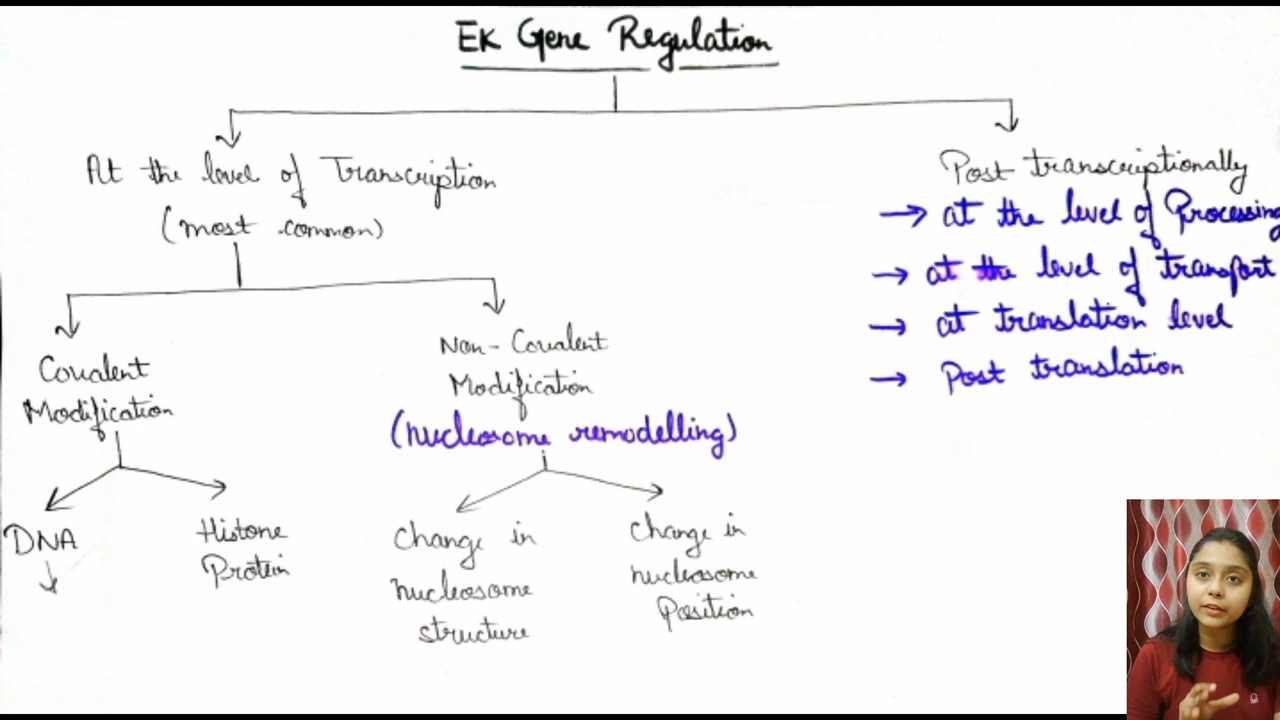 EK Gene Regulation
At the level of Transcription
(most common)
Post transcriptionally
→ at the level of Processing
→ at the level of transport
→ at translation level
→ Post translation
Covalent
Modification
Non-Covalent
Modification
(nucleosome remodelling)
DNA
Histone
Protein
Change in
nucleosome
structure
Change in
nucleosome
Position